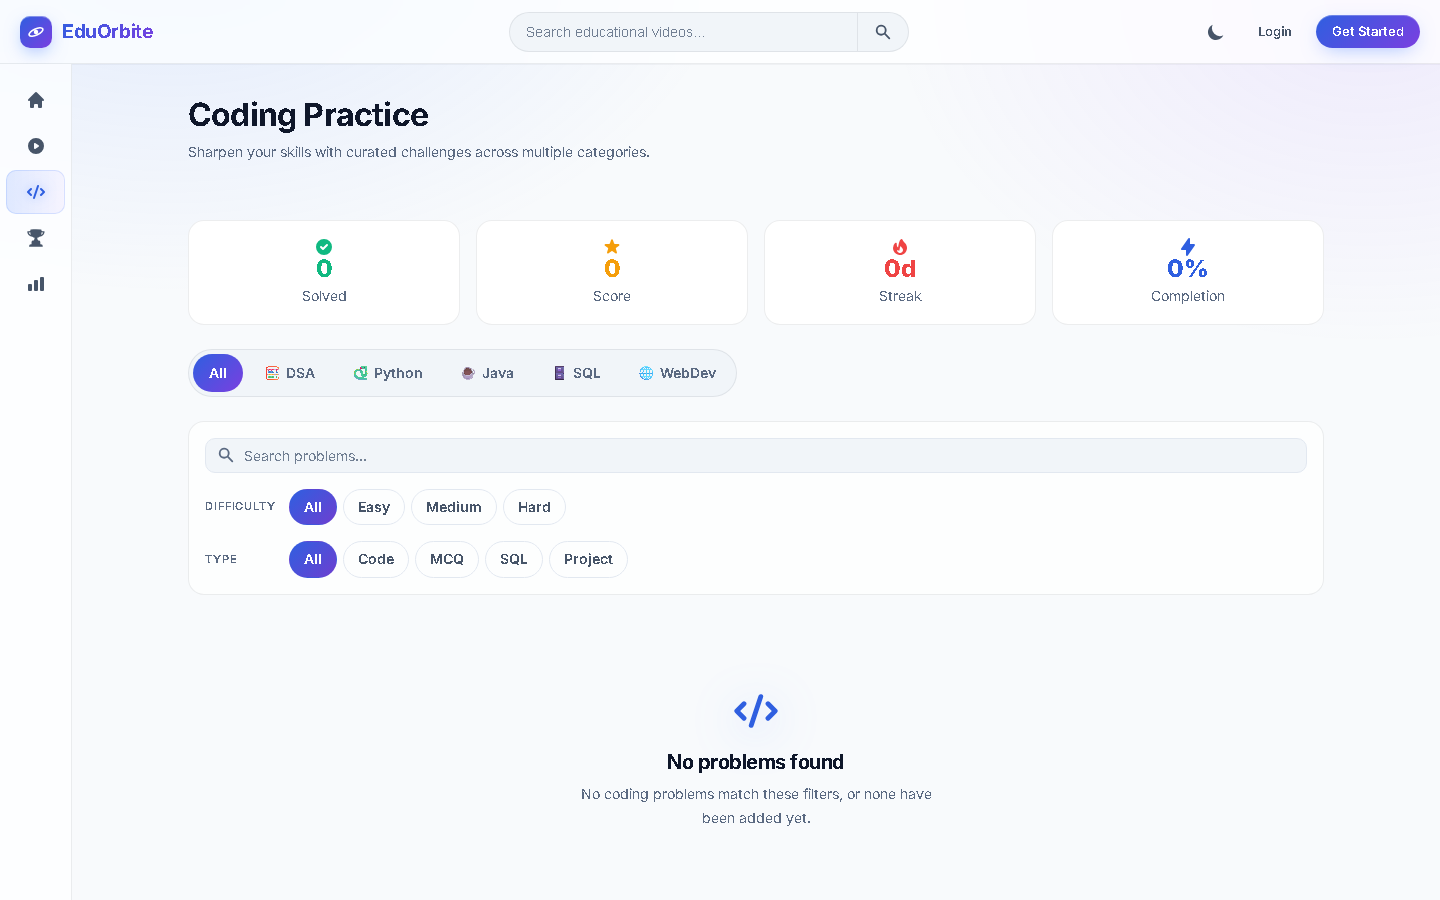 EduOrbite
Search educational videos...
Login
Get Started
Coding Practice
Sharpen your skills with curated challenges across multiple categories.
0
Solved
0
Score
0d
Streak
0%
Completion
All
DSA
Python
Java
SQL
WebDev
Search problems...
DIFFICULTY
All
Easy
Medium
Hard
TYPE
All
Code
MCQ
SQL
Project
No problems found
No coding problems match these filters, or none have
been added yet.